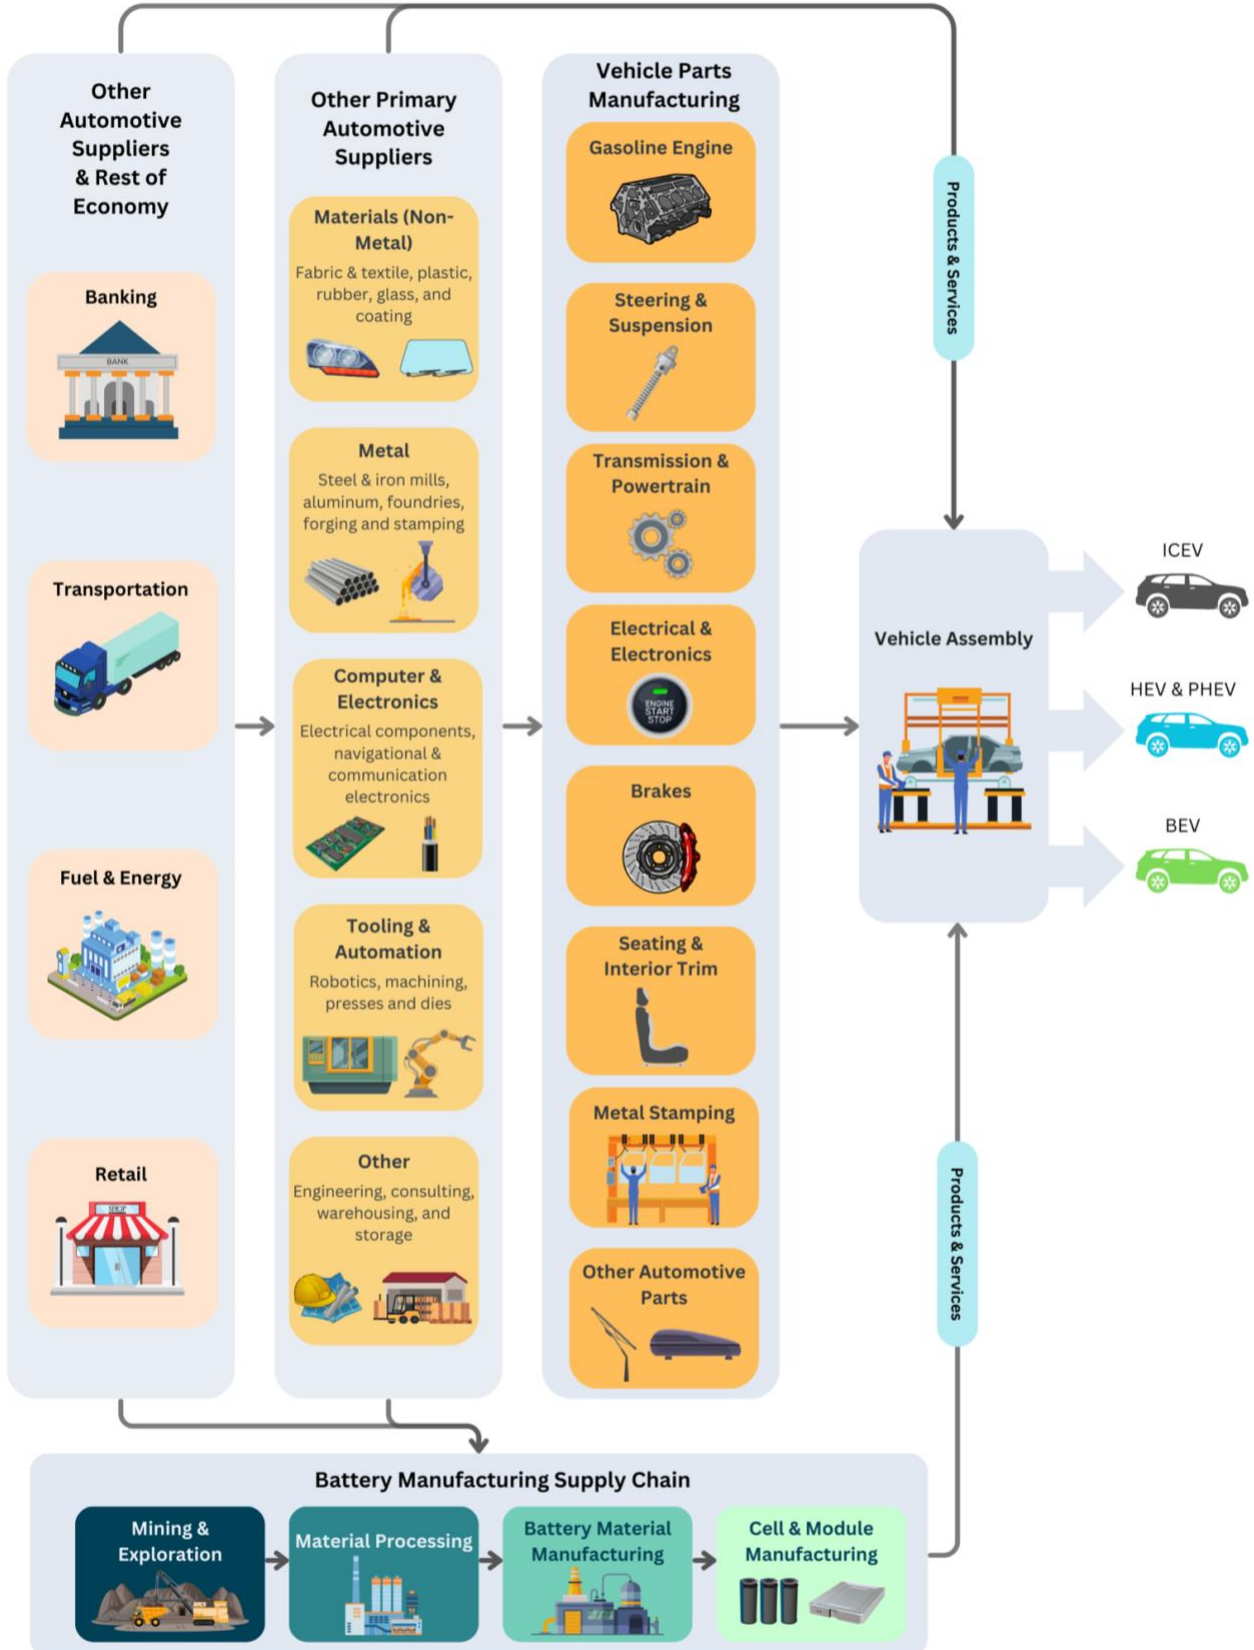 Other
Automotive
Suppliers
& Rest of
Economy
Banking
BANK
Transportation
Fuel & Energy
Retail
SHOP
Other Primary
Automotive
Suppliers
Materials (Non-
Metal)
Fabric & textile, plastic,
rubber, glass, and
coating
Metal
Steel & iron mills,
aluminum, foundries,
forging and stamping
Computer &
Electronics
Electrical components,
navigational &
communication
electronics
Tooling &
Automation
Robotics, machining,
presses and dies
Other
Engineering, consulting,
warehousing, and
storage
Vehicle Parts
Manufacturing
Gasoline Engine
Steering &
Suspension
Transmission &
Powertrain
Electrical &
Electronics
ENGINE
START
STOP
Brakes
Seating &
Interior Trim
Metal Stamping
Other Automotive
Parts
Products & Services
Vehicle Assembly
ICEV
HEV & PHEV
BEV
Products & Services
Battery Manufacturing Supply Chain
Mining &
Exploration
Material Processing
Battery Material
Manufacturing
Cell & Module
Manufacturing